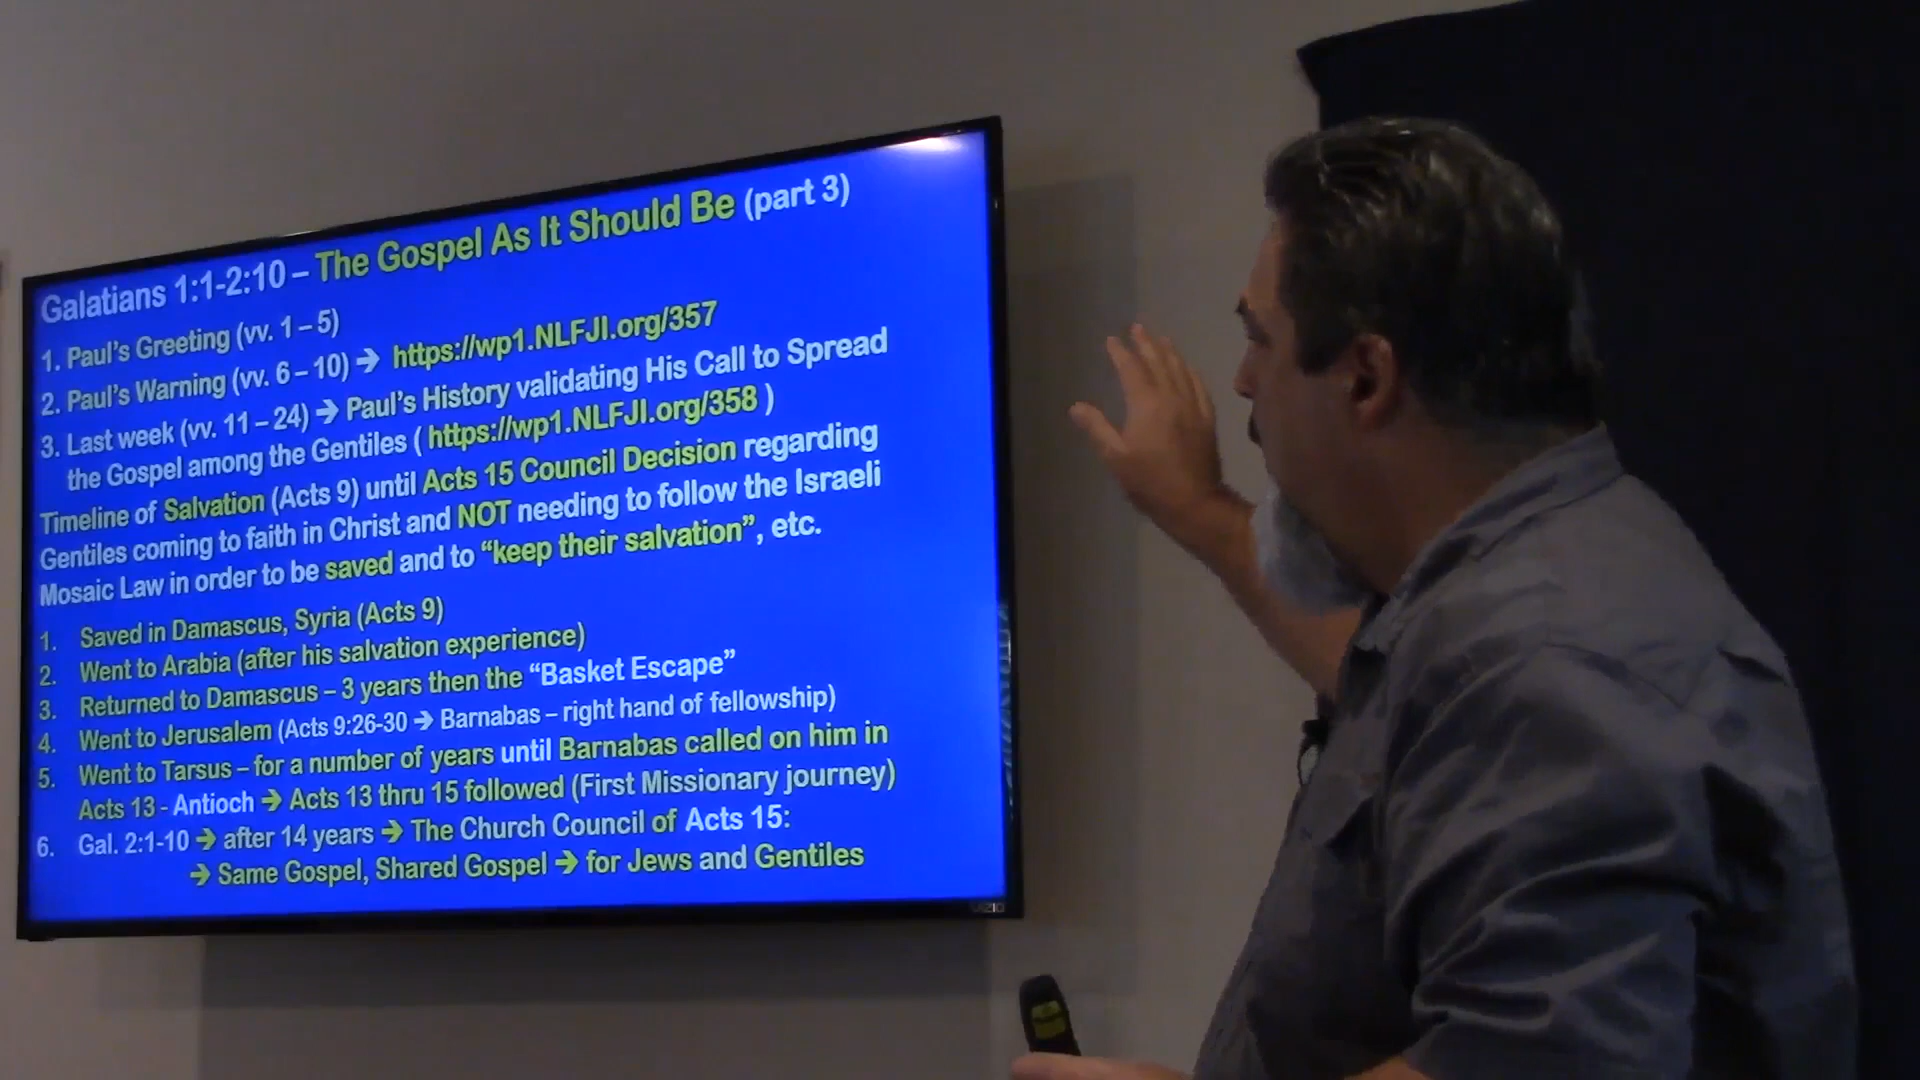 Galatians 1:1-2:10 – The Gospel As It Should Be (part 3)
1. Paul's Greeting (vv. 1 – 5)
2. Paul's Warning (vv. 6 – 10) ➔ https://wp1.NLFJI.org/357
3. Last week (vv. 11 – 24) ➔ Paul's History validating His Call to Spread
the Gospel among the Gentiles ( https://wp1.NLFJI.org/358 )
Timeline of Salvation (Acts 9) until Acts 15 Council Decision regarding
Gentiles coming to faith in Christ and NOT needing to follow the Israeli
Mosaic Law in order to be saved and to “keep their salvation”, etc.
1. Saved in Damascus, Syria (Acts 9)
2. Went to Arabia (after his salvation experience)
3. Returned to Damascus – 3 years then the “Basket Escape”
4. Went to Jerusalem (Acts 9:26-30 ➔ Barnabas – right hand of fellowship)
5. Went to Tarsus – for a number of years until Barnabas called on him in
Acts 13 - Antioch ➔ Acts 13 thru 15 followed (First Missionary journey)
6. Gal. 2:1-10 ➔ after 14 years ➔ The Church Council of Acts 15:
➔ Same Gospel, Shared Gospel ➔ for Jews and Gentiles
VIZIO